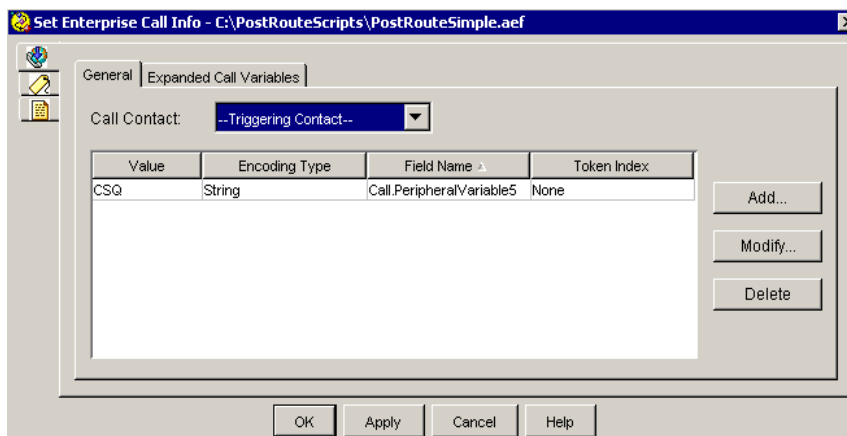 Set Enterprise Call Info - C:\PostRouteScripts\PostRouteSimple.aef
General Expanded Call Variables
Call Contact: --Triggering Contact--
Value Encoding Type Field Name Token Index
CSQ String Call.PeripheralVariable5 None
Add...
Modify...
Delete
OK Apply Cancel Help